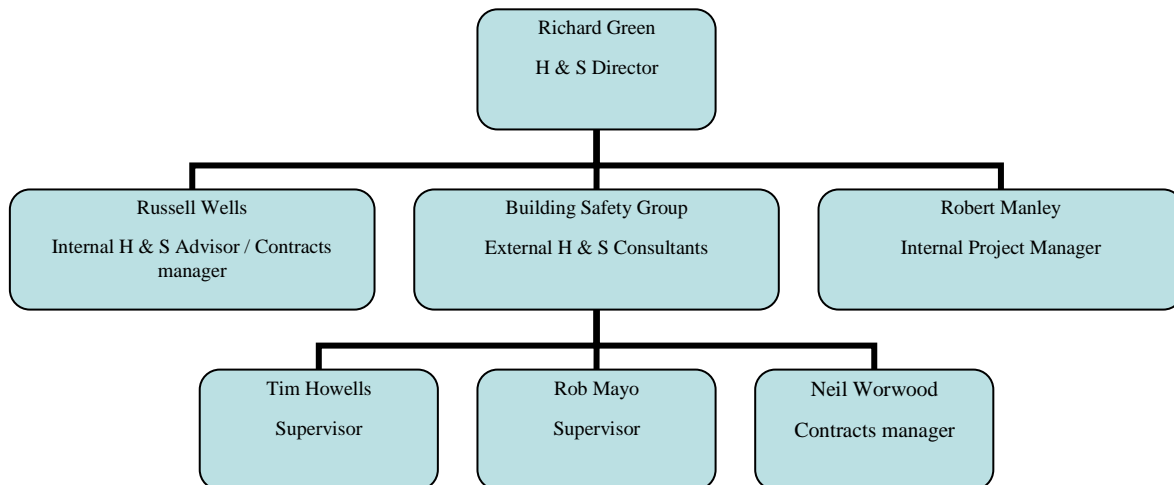 Richard Green
H & S Director
Russell Wells
Internal H & S Advisor / Contracts
manager
Building Safety Group
External H & S Consultants
Robert Manley
Internal Project Manager
Tim Howells
Supervisor
Rob Mayo
Supervisor
Neil Worwood
Contracts manager